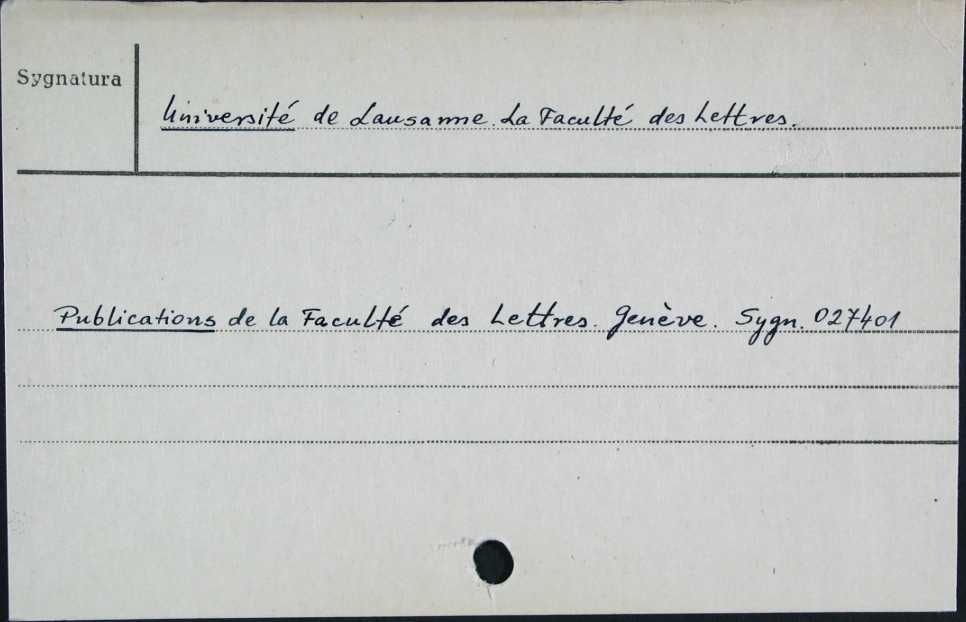 Sygnatura
Université de Lausanne. La Faculté des Lettres.
Publications de la Faculté des Lettres. Genève. Sygn. 027401